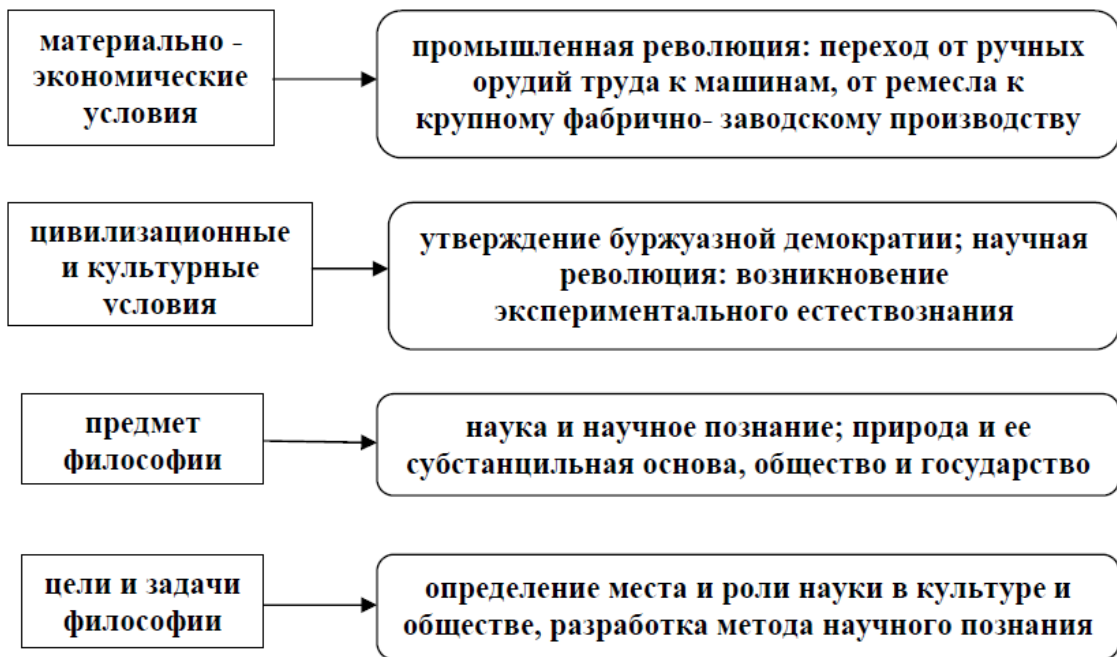 материально -
экономические
условия
промышленная революция: переход от ручных
орудий труда к машинам, от ремесла к
крупному фабрично- заводскому производству
цивилизационные
и культурные
условия
утверждение буржуазной демократии; научная
революция: возникновение
экспериментального естествознания
предмет
философии
наука и научное познание; природа и ее
субстанцильная основа, общество и государство
цели и задачи
философии
определение места и роли науки в культуре и
обществе, разработка метода научного познания